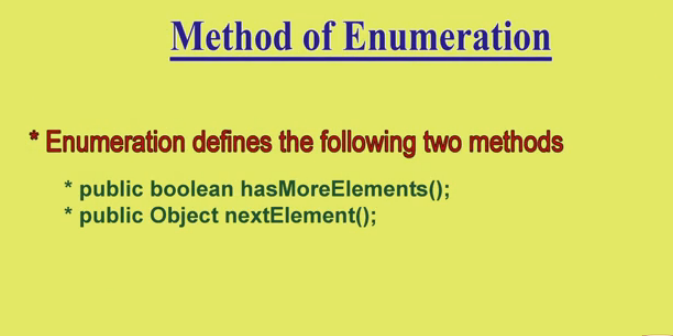 Method of Enumeration
* Enumeration defines the following two methods
* public boolean hasMoreElements();
* public Object nextElement();